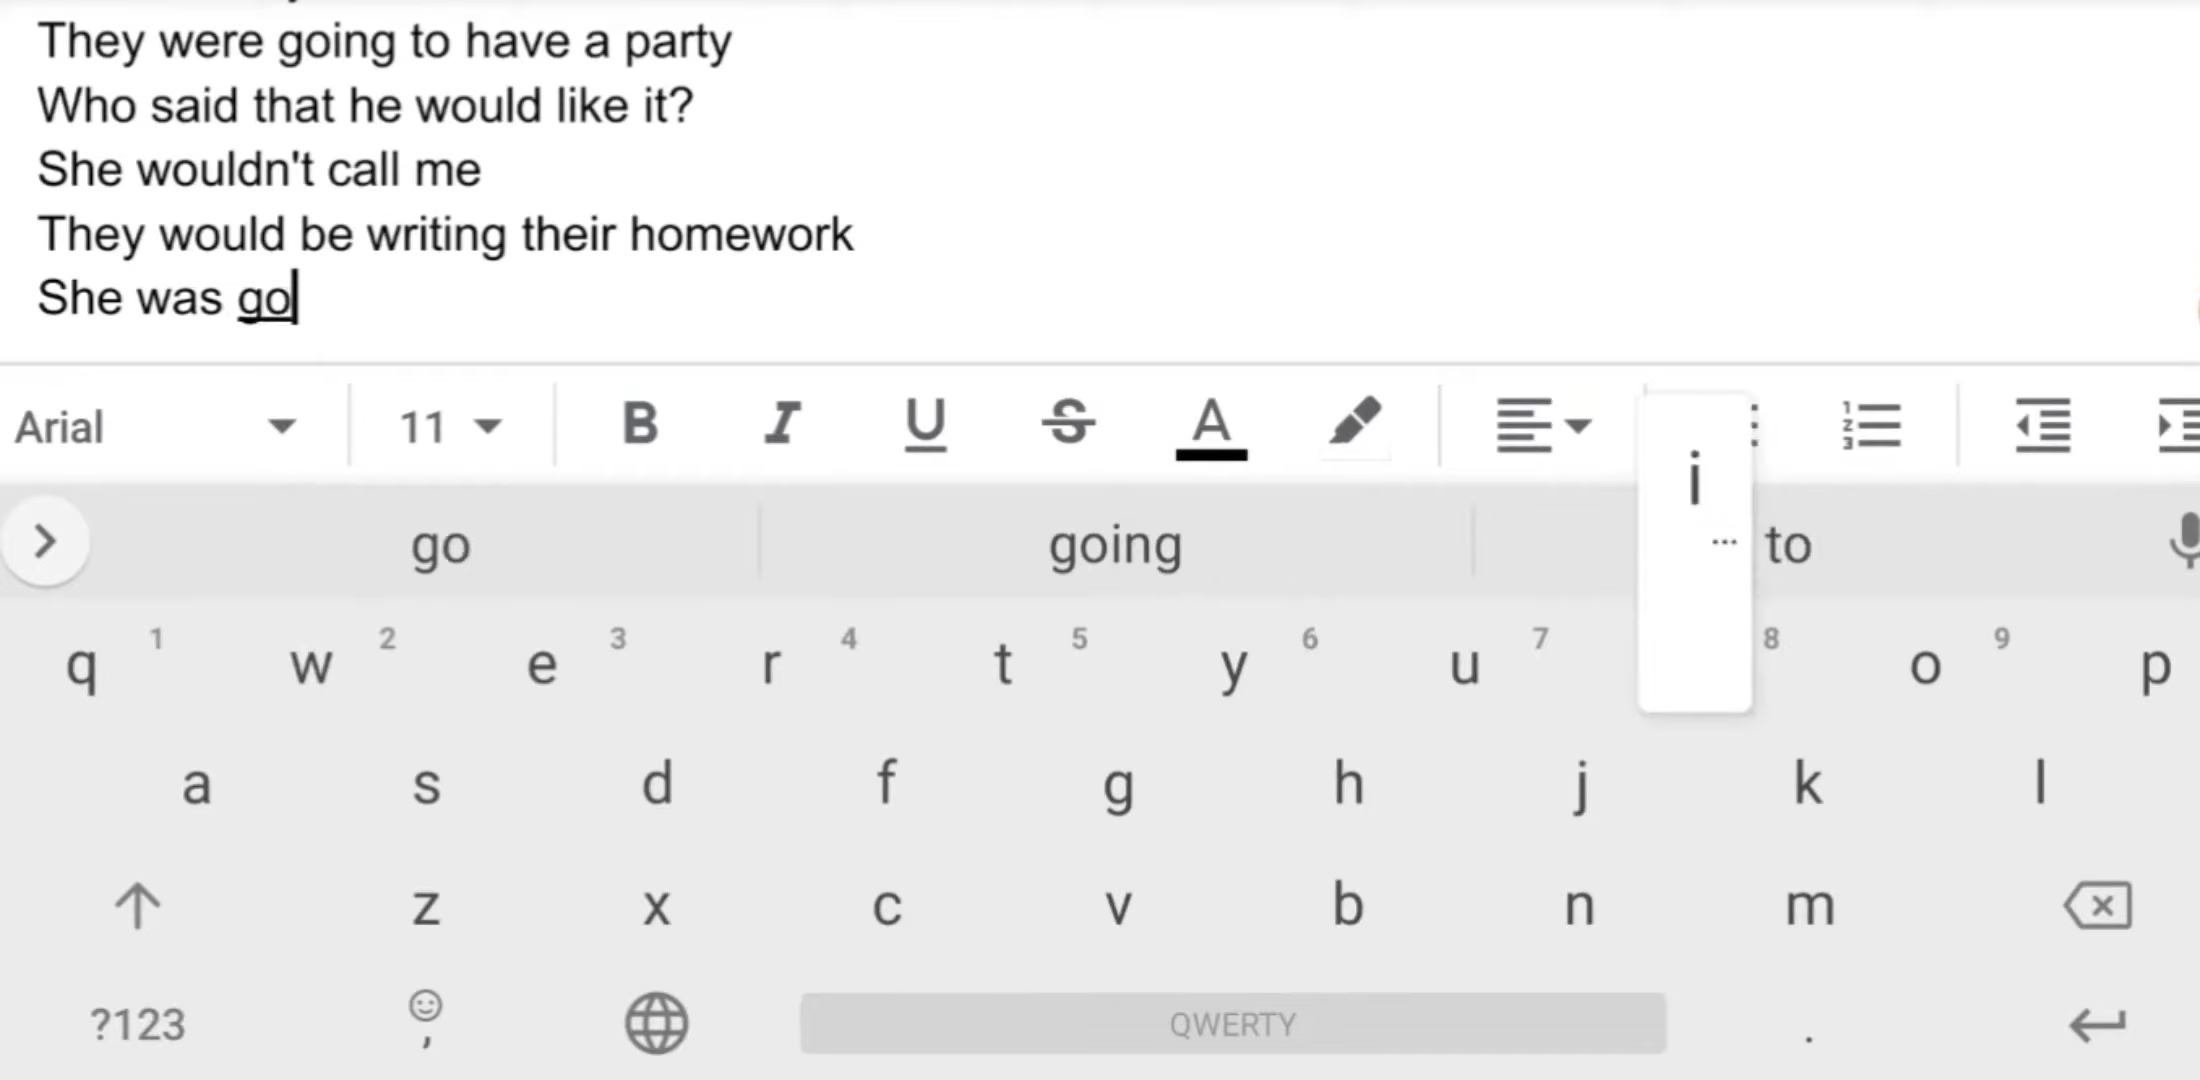 They were going to have a party
Who said that he would like it?
She wouldn't call me
They would be writing their homework
She was go
Arial 11 B I U S A
go going to
i
...
q 1 w 2 e 3 r 4 t 5 y 6 u 7 8 o 9 p
a s d f g h j k l
z x c v b n m
?123 , QWERTY .